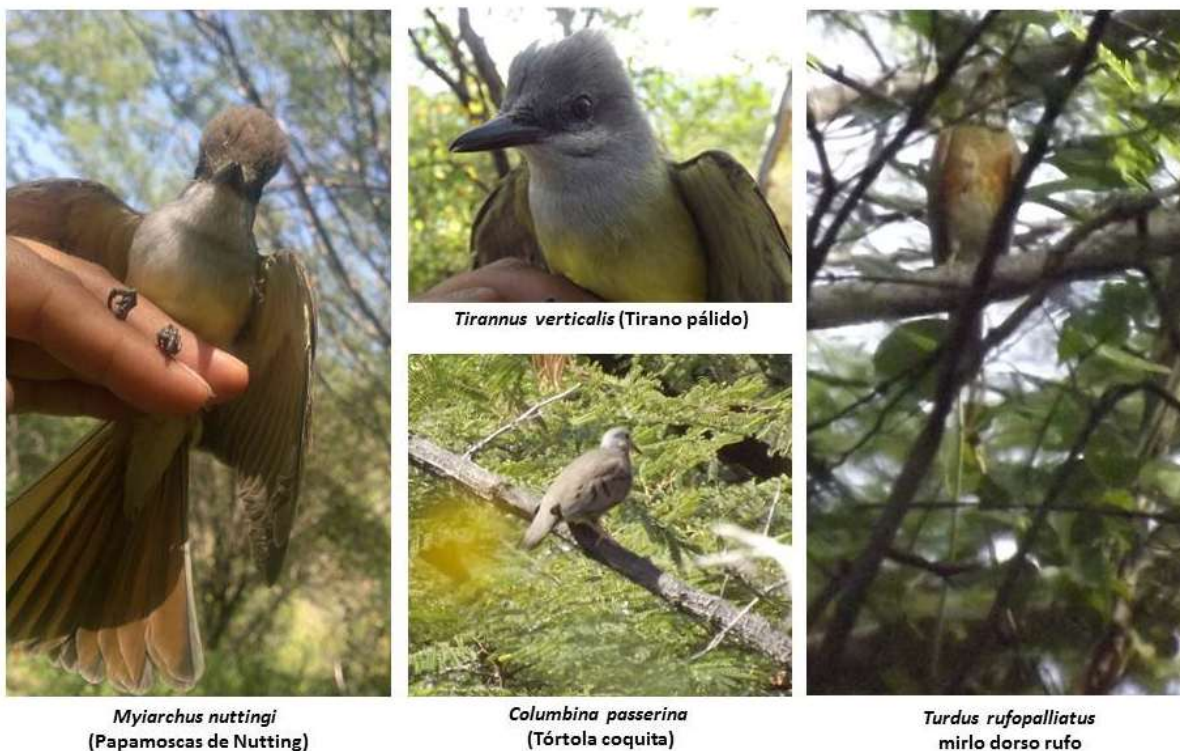 Tirannus verticalis (Tirano pálido)
Myiarchus nuttingi
(Papamoscas de Nutting)
Columbina passerina
(Tórtola coquita)
Turdus rufopalliatus
mirlo dorso rufo